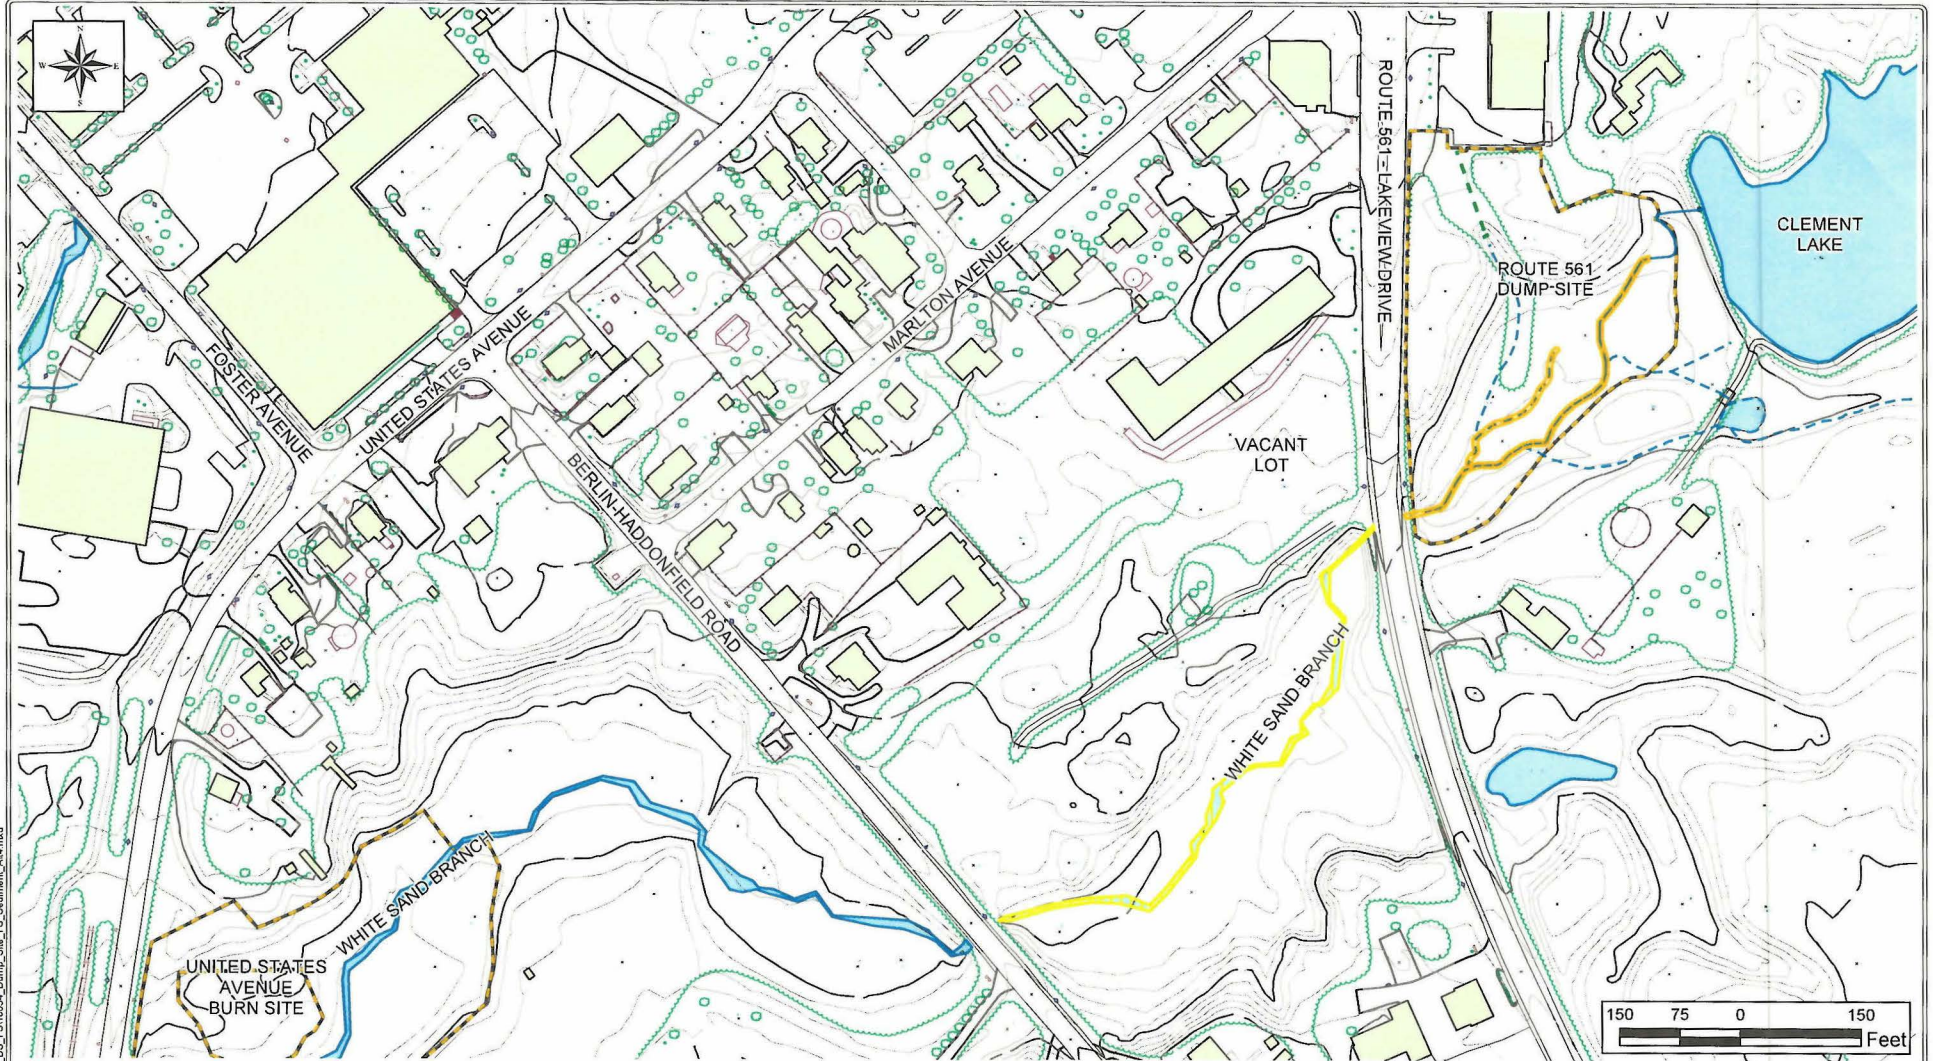 N
W E
S
ROUTE 561 - LAKEVIEW DRIVE
CLEMENT
LAKE
ROUTE 561
DUMP SITE
MARLTON AVENUE
UNITED STATES AVENUE
FOSTER AVENUE
VACANT
LOT
BERLIN-HADDONFIELD ROAD
WHITE SAND BRANCH
WHITE SAND BRANCH
UNITED STATES
AVENUE
BURN SITE
150 75 0 150
Feet